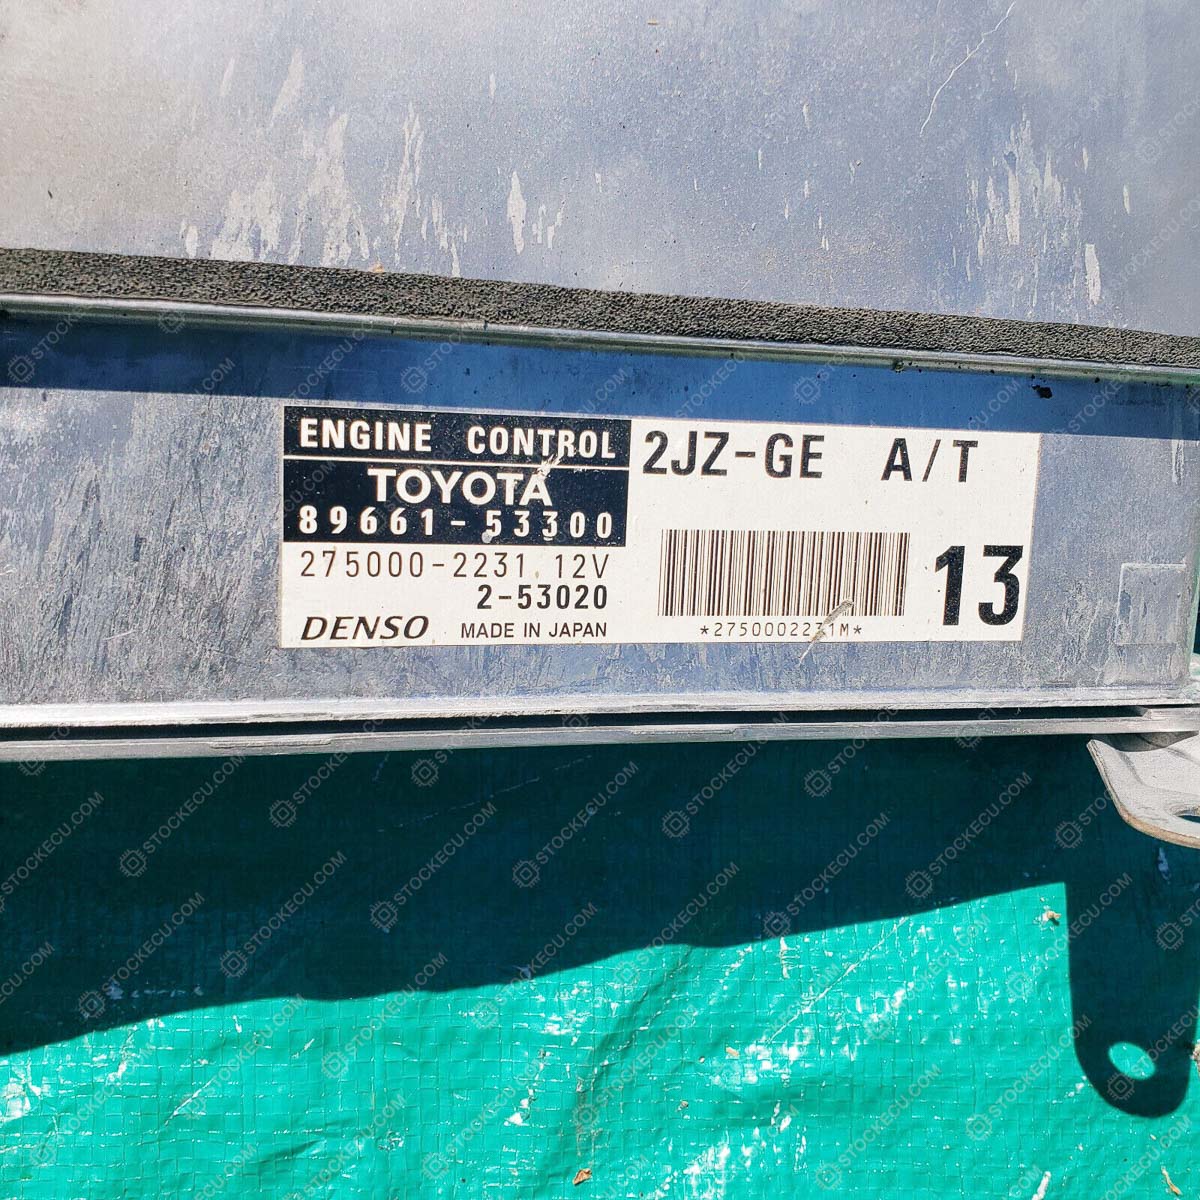 ENGINE CONTROL
TOYOTA
89661-53300
275000-2231 12V
2-53020
DENSO MADE IN JAPAN
2JZ-GE A/T
13
*2750002231M*
STOCKECU.COM